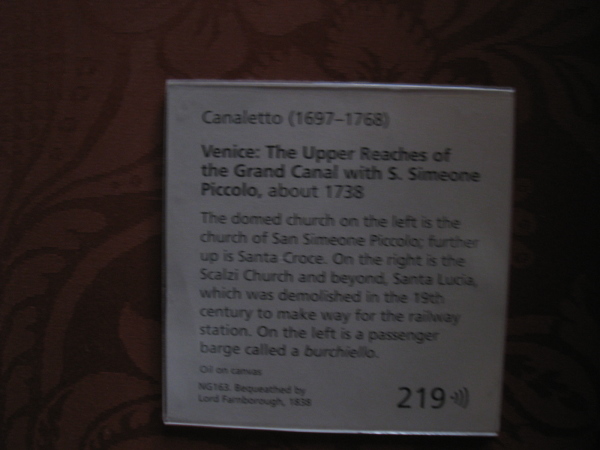 Canaletto (1697–1768)
Venice: The Upper Reaches of
the Grand Canal with S. Simeone
Piccolo, about 1738
The domed church on the left is the
church of San Simeone Piccolo; further
up is Santa Croce. On the right is the
Scalzi Church and beyond, Santa Lucia,
which was demolished in the 19th
century to make way for the railway
station. On the left is a passenger
barge called a burchiello.
Oil on canvas
NG163. Bequeathed by
Lord Farnborough, 1838
219